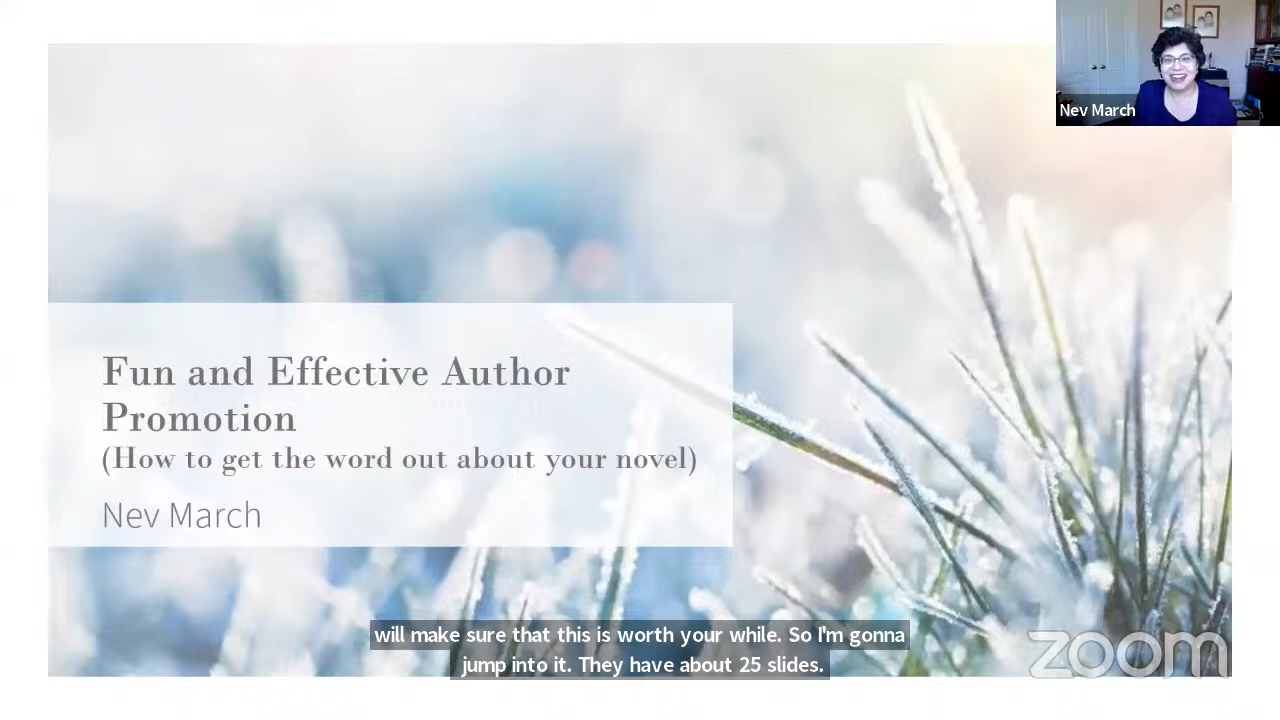 Nev March
Fun and Effective Author
Promotion
(How to get the word out about your novel)
Nev March
will make sure that this is worth your while. So I'm gonna
jump into it. They have about 25 slides.
zoom